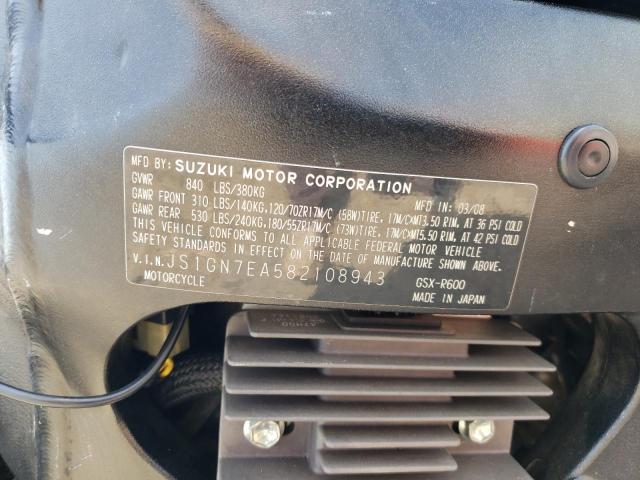 MFD BY: SUZUKI MOTOR CORPORATION
GVWR 840 LBS/380KG MFD IN: 03/08
GAWR FRONT 310 LBS/140KG,120/70ZR17M/C (58W)TIRE, 17M/C×MT3.50 RIM, AT 36 PSI COLD
GAWR REAR 530 LBS/240KG,180/55ZR17M/C (73W)TIRE, 17M/C×MT5.50 RIM, AT 42 PSI COLD
THIS VEHICLE CONFORMS TO ALL APPLICABLE FEDERAL MOTOR VEHICLE
SAFETY STANDARDS IN EFFECT ON THE DATE OF MANUFACTURE SHOWN ABOVE.
V.I.N. JS1GN7EA582108943 GSX-R600
MOTORCYCLE MADE IN JAPAN